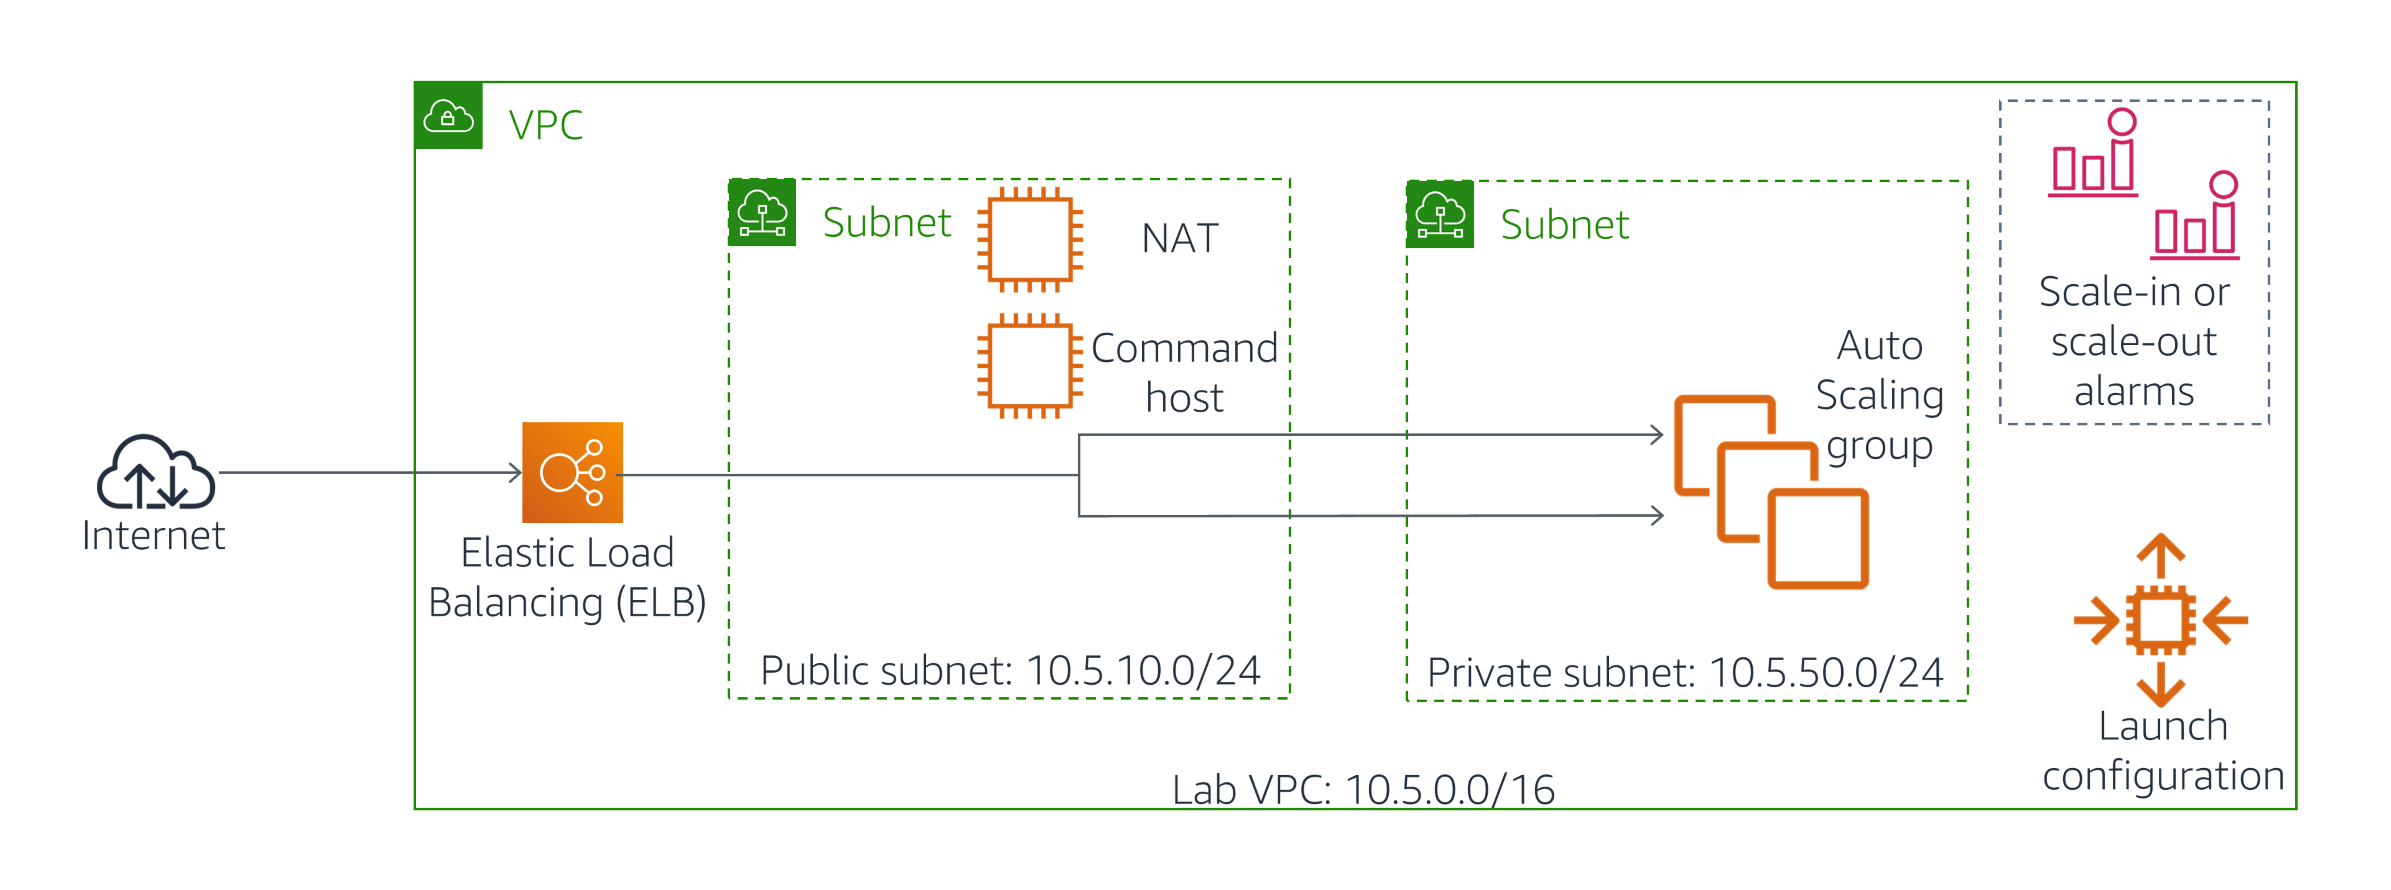 VPC
Subnet
NAT
Command
host
Public subnet: 10.5.10.0/24
Subnet
Auto
Scaling
group
Private subnet: 10.5.50.0/24
Scale-in or
scale-out
alarms
Internet
Elastic Load
Balancing (ELB)
Launch
configuration
Lab VPC: 10.5.0.0/16